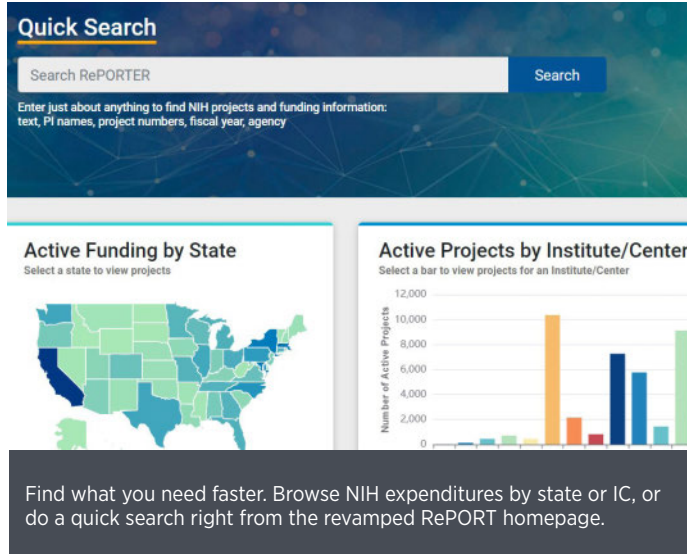 Quick Search
Search RePORTER
Search
Enter just about anything to find NIH projects and funding information:
text, PI names, project numbers, fiscal year, agency
Active Funding by State
Select a state to view projects
Active Projects by Institute/Center
Select a bar to view projects for an Institute/Center
Number of Active Projects
12,000
10,000
8,000
6,000
4,000
2,000
0
Find what you need faster. Browse NIH expenditures by state or IC, or
do a quick search right from the revamped RePORT homepage.